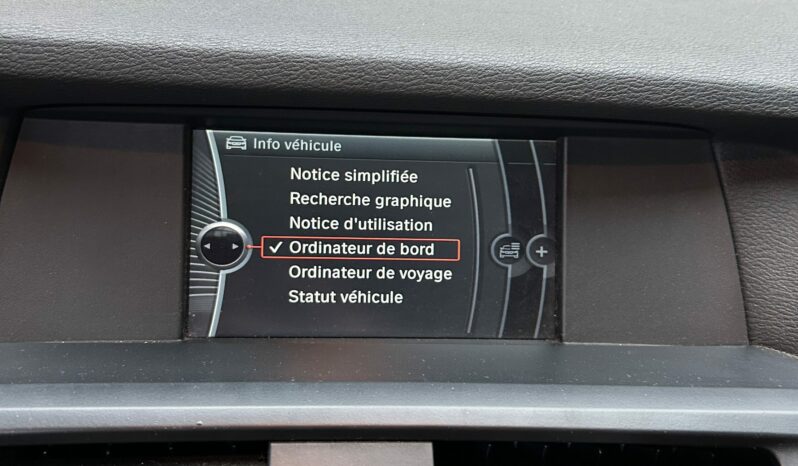 Info véhicule
Notice simplifiée
Recherche graphique
Notice d'utilisation
Ordinateur de bord
Ordinateur de voyage
Statut véhicule